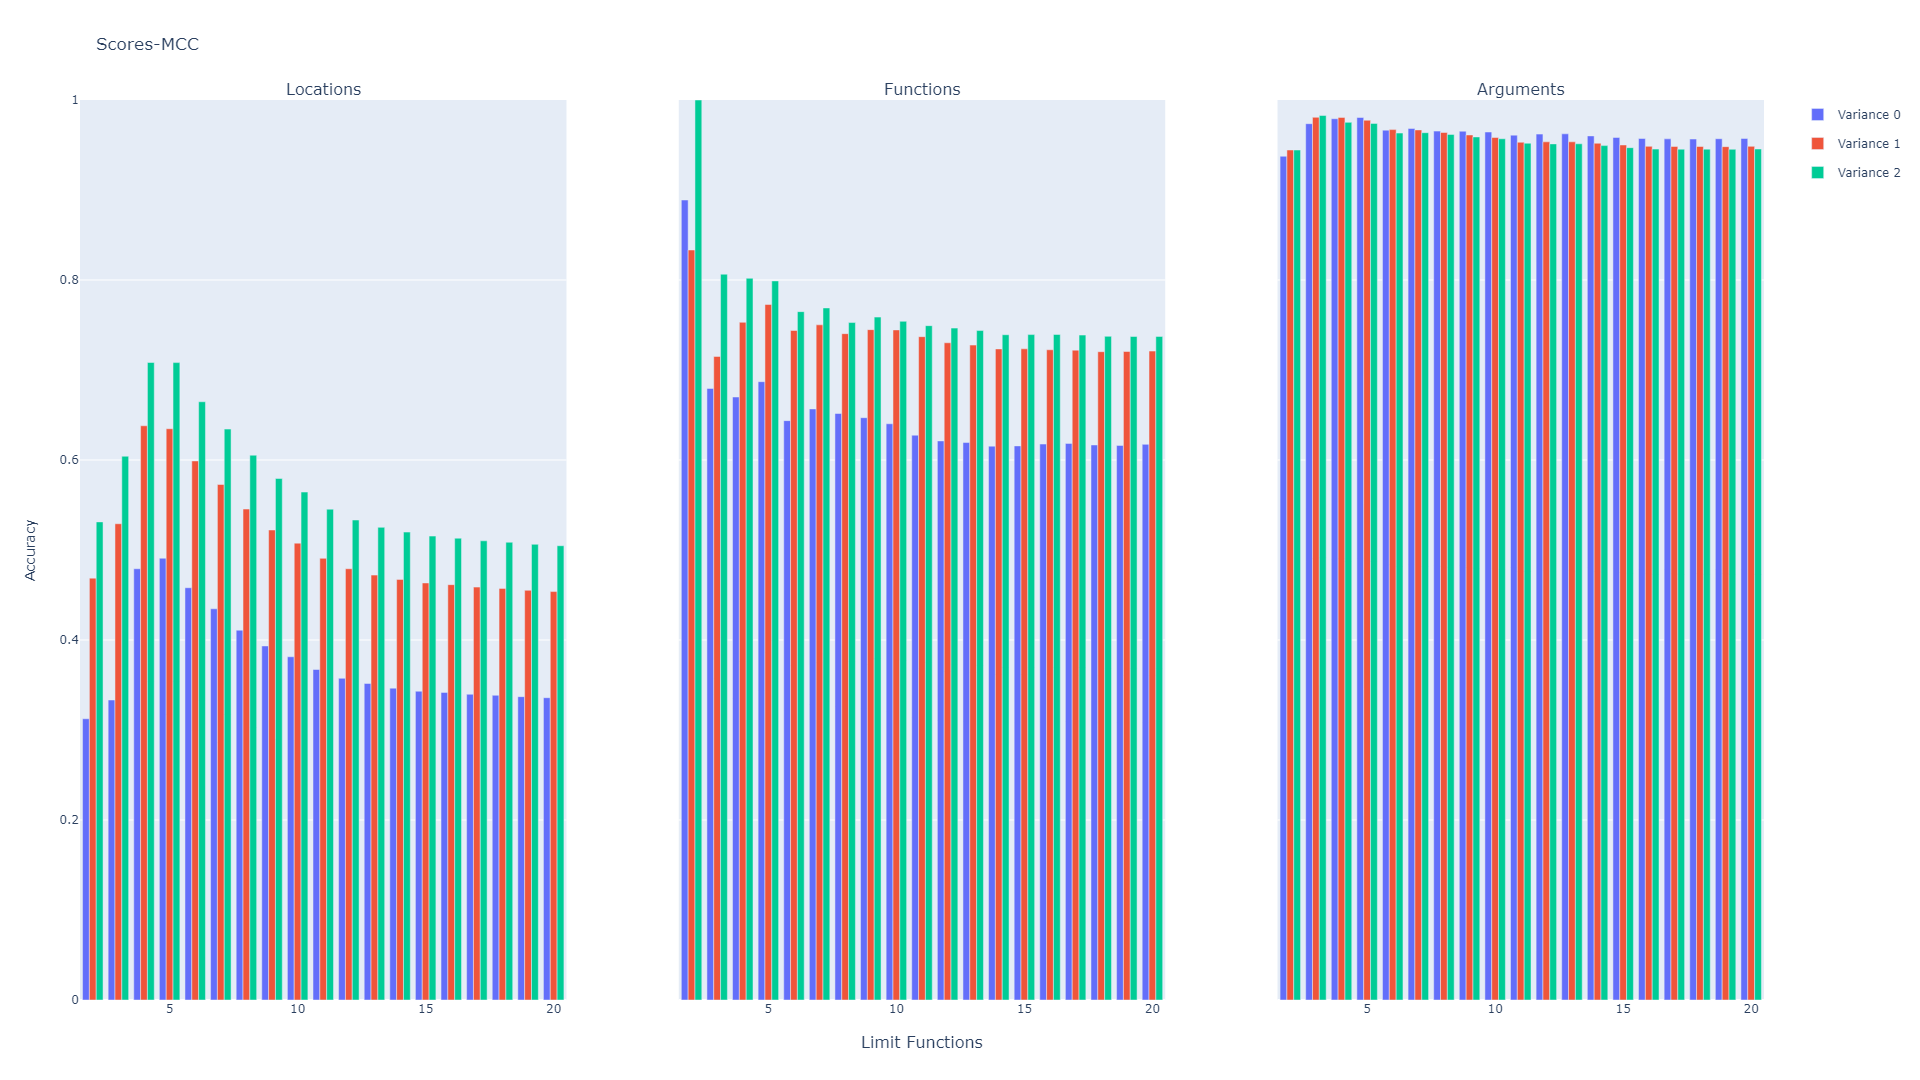 Scores-MCC
Locations
Functions
Arguments
Variance 0
Variance 1
Variance 2
Accuracy
1
0.8
0.6
0.4
0.2
0
5 10 15 20
5 10 15 20
5 10 15 20
Limit Functions